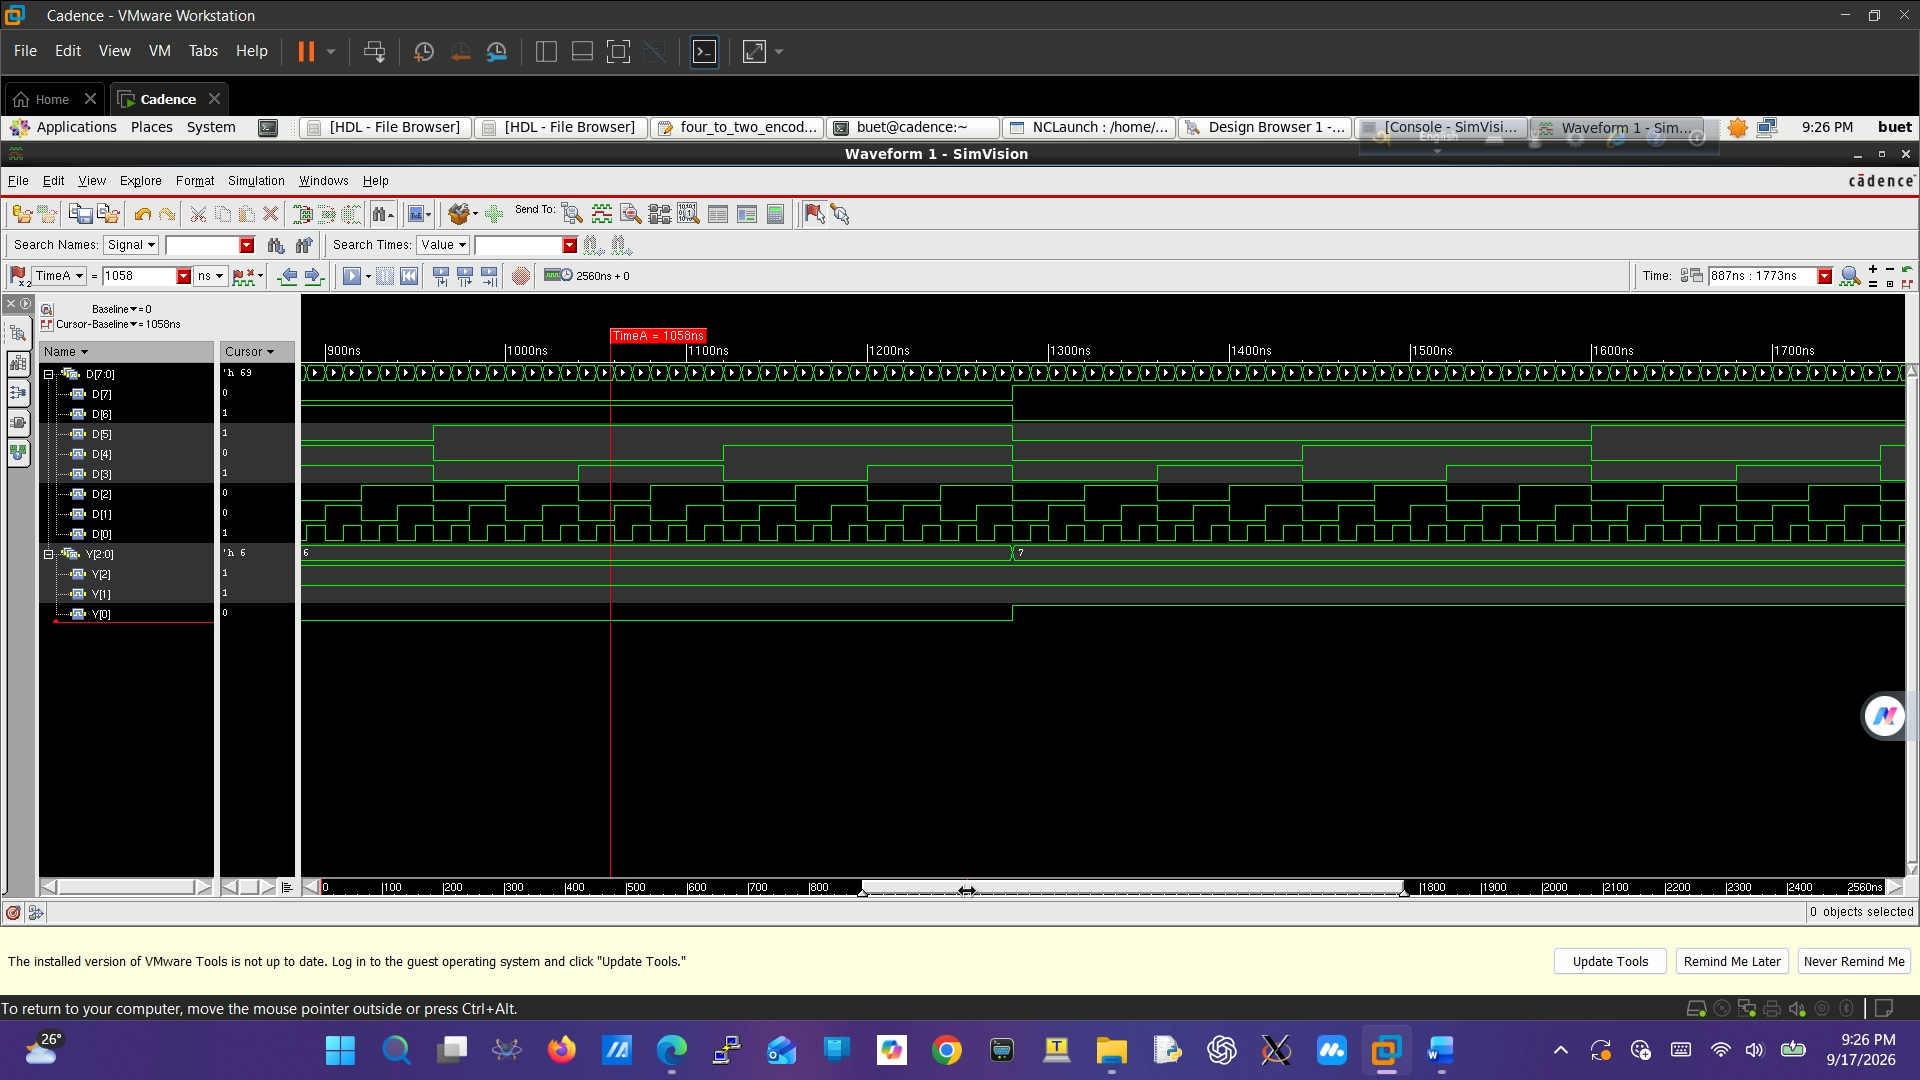 Cadence - VMware Workstation
File Edit View VM Tabs Help
Home Cadence
Applications Places System [HDL - File Browser] [HDL - File Browser] four_to_two_encod... buet@cadence:~ NCLaunch : /home/... Design Browser 1 -... [Console - SimVisi... Waveform 1 - Sim... 9:26 PM buet
English
Waveform 1 - SimVision
File Edit View Explore Format Simulation Windows Help cādence
Send To:
Search Names: Signal Search Times: Value
TimeA = 1058 ns 2560ns + 0 Time: 887ns : 1773ns
Baseline = 0
Cursor-Baseline = 1058ns
TimeA = 1058ns
Name Cursor 900ns 1000ns 1100ns 1200ns 1300ns 1400ns 1500ns 1600ns 1700ns
D[7:0] 'h 69
D[7] 0
D[6] 1
D[5] 1
D[4] 0
D[3] 1
D[2] 0
D[1] 0
D[0] 1
Y[2:0] 'h 6 6 7
Y[2] 1
Y[1] 1
Y[0] 0
0 100 200 300 400 500 600 700 800 1800 1900 2000 2100 2200 2300 2400 2560ns
0 objects selected
The installed version of VMware Tools is not up to date. Log in to the guest operating system and click "Update Tools." Update Tools Remind Me Later Never Remind Me
To return to your computer, move the mouse pointer outside or press Ctrl+Alt.
26° 9:26 PM
9/17/2026